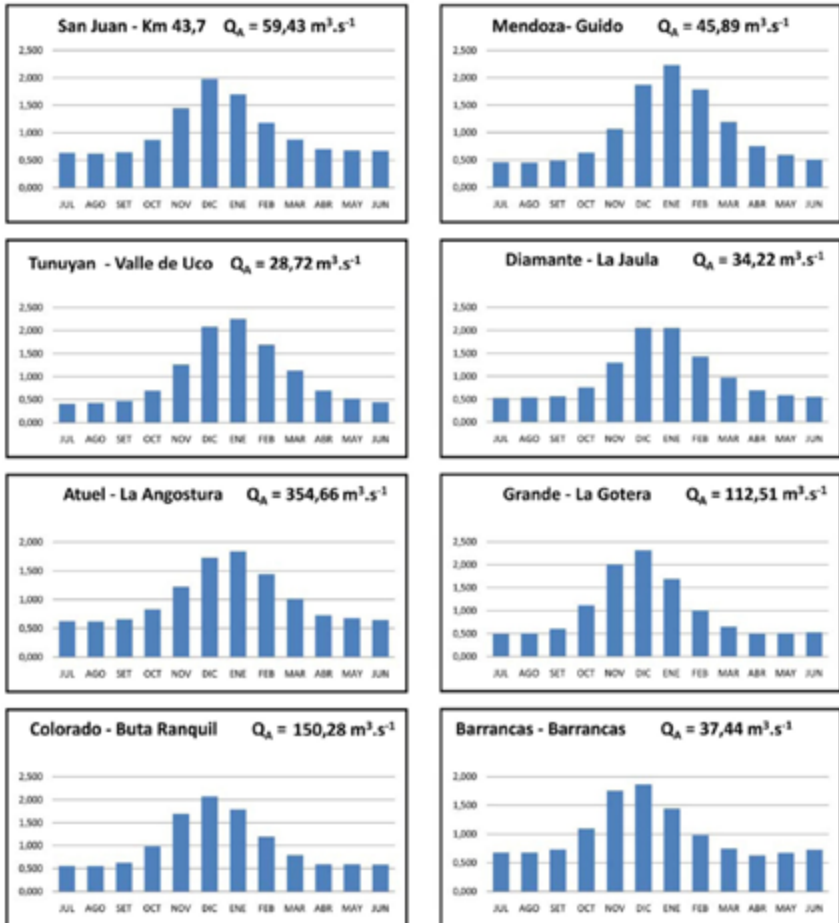 San Juan - Km 43,7 Q_A = 59,43 m³.s⁻¹
2,500
2,000
1,500
1,000
0,500
0,000
JUL AGO SET OCT NOV DIC ENE FEB MAR ABR MAY JUN
Mendoza- Guido Q_A = 45,89 m³.s⁻¹
2,500
2,000
1,500
1,000
0,500
0,000
JUL AGO SET OCT NOV DIC ENE FEB MAR ABR MAY JUN
Tunuyan - Valle de Uco Q_A = 28,72 m³.s⁻¹
2,500
2,000
1,500
1,000
0,500
0,000
JUL AGO SET OCT NOV DIC ENE FEB MAR ABR MAY JUN
Diamante - La Jaula Q_A = 34,22 m³.s⁻¹
2,500
2,000
1,500
1,000
0,500
0,000
JUL AGO SET OCT NOV DIC ENE FEB MAR ABR MAY JUN
Atuel - La Angostura Q_A = 354,66 m³.s⁻¹
2,000
1,500
1,000
0,500
0,000
JUL AGO SET OCT NOV DIC ENE FEB MAR ABR MAY JUN
Grande - La Gotera Q_A = 112,51 m³.s⁻¹
2,500
2,000
1,500
1,000
0,500
0,000
JUL AGO SET OCT NOV DIC ENE FEB MAR ABR MAY JUN
Colorado - Buta Ranquil Q_A = 150,28 m³.s⁻¹
2,500
2,000
1,500
1,000
0,500
0,000
JUL AGO SET OCT NOV DIC ENE FEB MAR ABR MAY JUN
Barrancas - Barrancas Q_A = 37,44 m³.s⁻¹
2,000
1,500
1,000
0,500
0,000
JUL AGO SET OCT NOV DIC ENE FEB MAR ABR MAY JUN